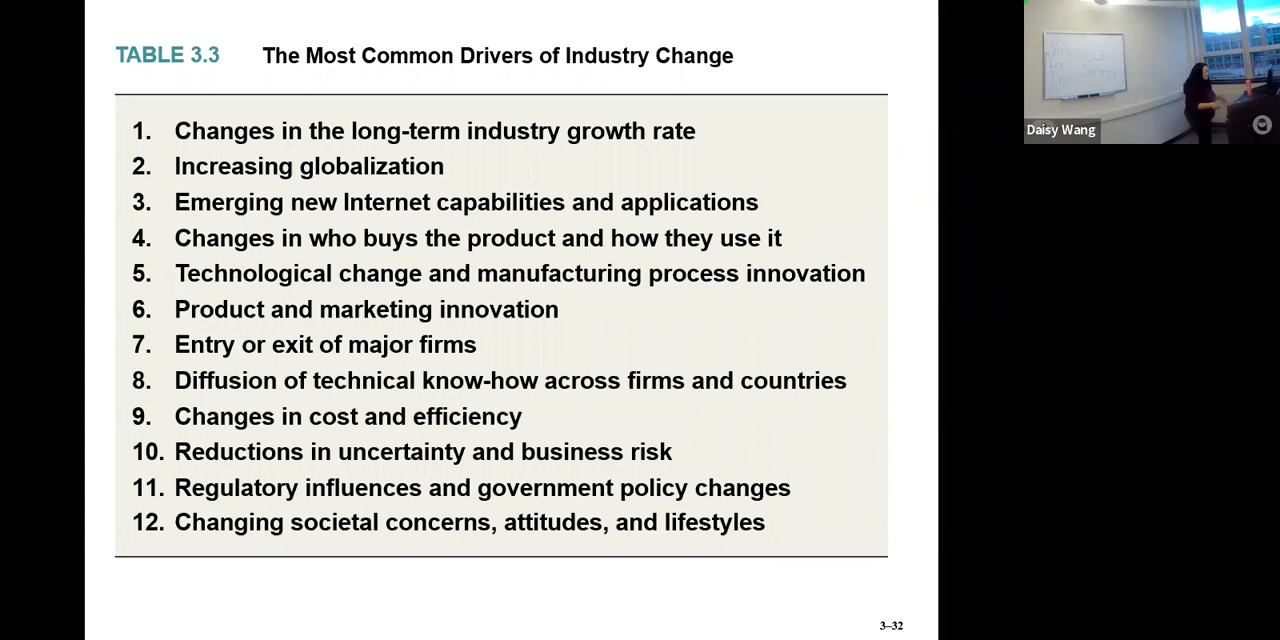 TABLE 3.3 The Most Common Drivers of Industry Change
1. Changes in the long-term industry growth rate
2. Increasing globalization
3. Emerging new Internet capabilities and applications
4. Changes in who buys the product and how they use it
5. Technological change and manufacturing process innovation
6. Product and marketing innovation
7. Entry or exit of major firms
8. Diffusion of technical know-how across firms and countries
9. Changes in cost and efficiency
10. Reductions in uncertainty and business risk
11. Regulatory influences and government policy changes
12. Changing societal concerns, attitudes, and lifestyles
3–32
Daisy Wang